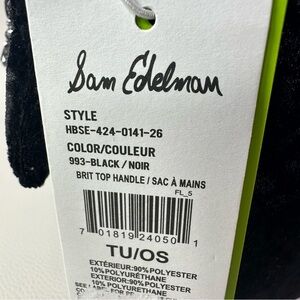 Sam Edelman
STYLE
HBSE-424-0141-26
COLOR/COULEUR
993-BLACK / NOIR
BRIT TOP HANDLE / SAC À MAINS
FL_5
7 01819 24050 1
TU/OS
EXTÉRIEUR:90% POLYESTER
10% POLYURÉTHANE
EXTERIOR:90% POLYESTER
10% POLYURETHANE